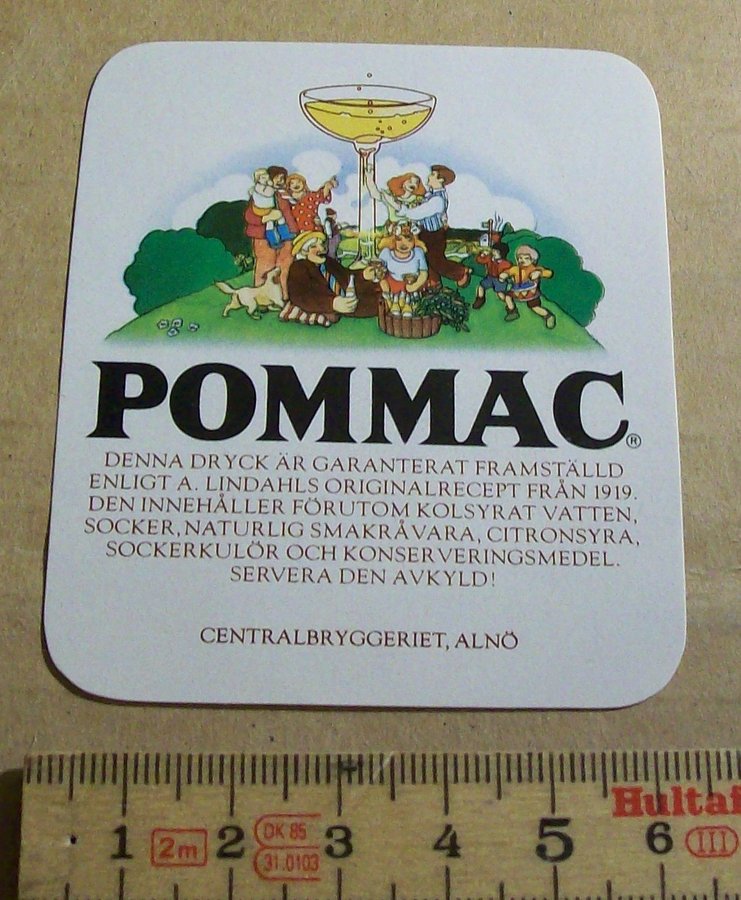 POMMAC®
DENNA DRYCK ÄR GARANTERAT FRAMSTÄLLD
ENLIGT A. LINDAHLS ORIGINALRECEPT FRÅN 1919.
DEN INNEHÅLLER FÖRUTOM KOLSYRAT VATTEN,
SOCKER, NATURLIG SMAKRÅVARA, CITRONSYRA,
SOCKERKULÖR OCH KONSERVERINGSMEDEL.
SERVERA DEN AVKYLD!
CENTRALBRYGGERIET, ALNÖ
Hultaf
1 2m 2 DK 85 3 4 5 6 III
31.0103